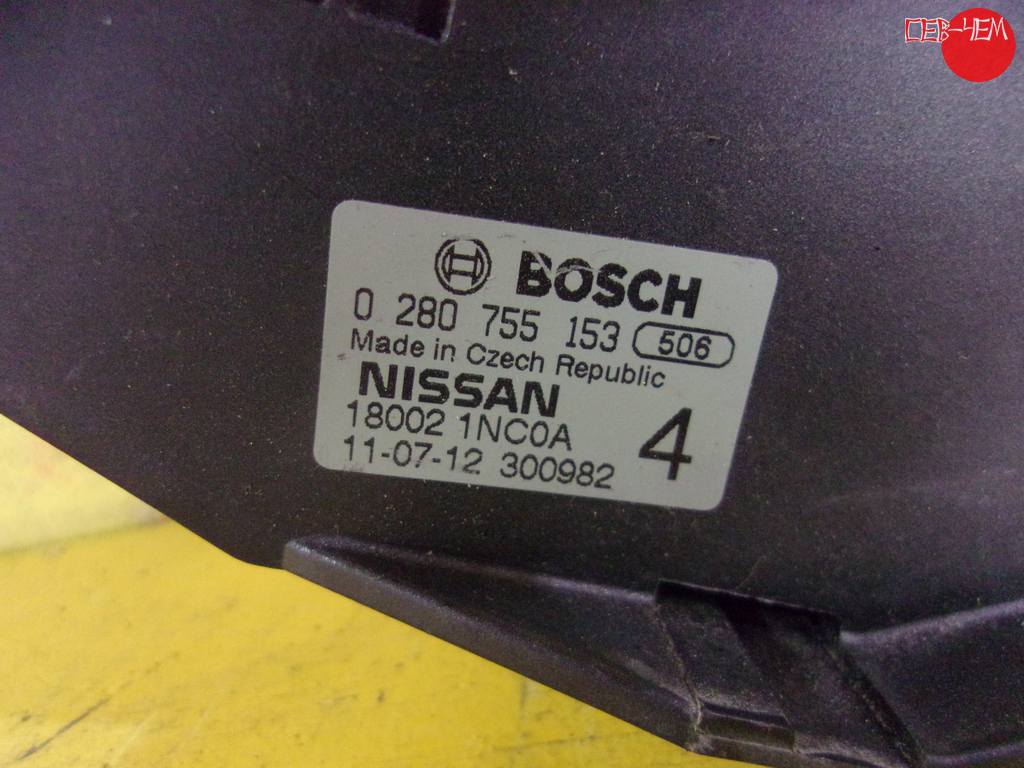 СЕВ-ЧЕМ
BOSCH
0 280 755 153 506
Made in Czech Republic
NISSAN
18002 1NC0A 4
11-07-12 300982